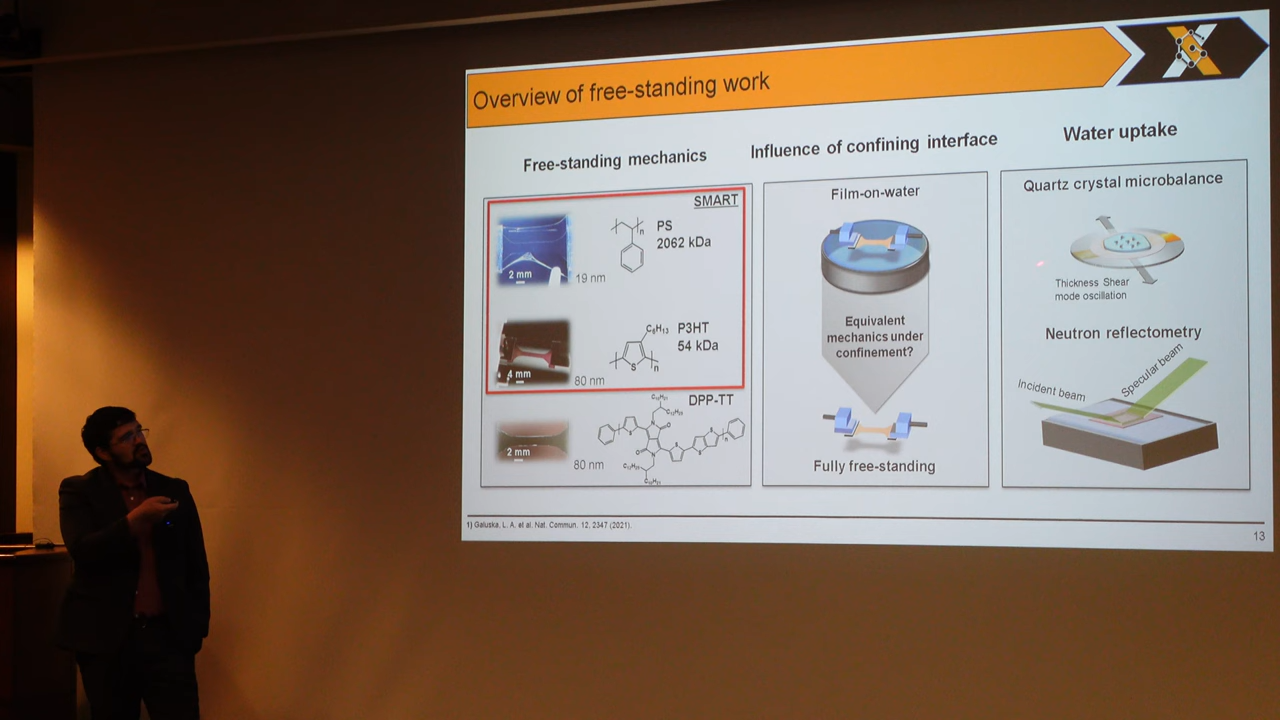 Overview of free-standing work
Free-standing mechanics
SMART
2 mm
19 nm
n
PS
2062 kDa
4 mm
80 nm
C6H13
S
n
P3HT
54 kDa
2 mm
80 nm
DPP-TT
Influence of confining interface
Film-on-water
Equivalent
mechanics under
confinement?
Fully free-standing
Water uptake
Quartz crystal microbalance
Thickness Shear
mode oscillation
Neutron reflectometry
Incident beam
Specular beam
1) Galuska, L. A. et al. Nat. Commun. 12, 2347 (2021).
13